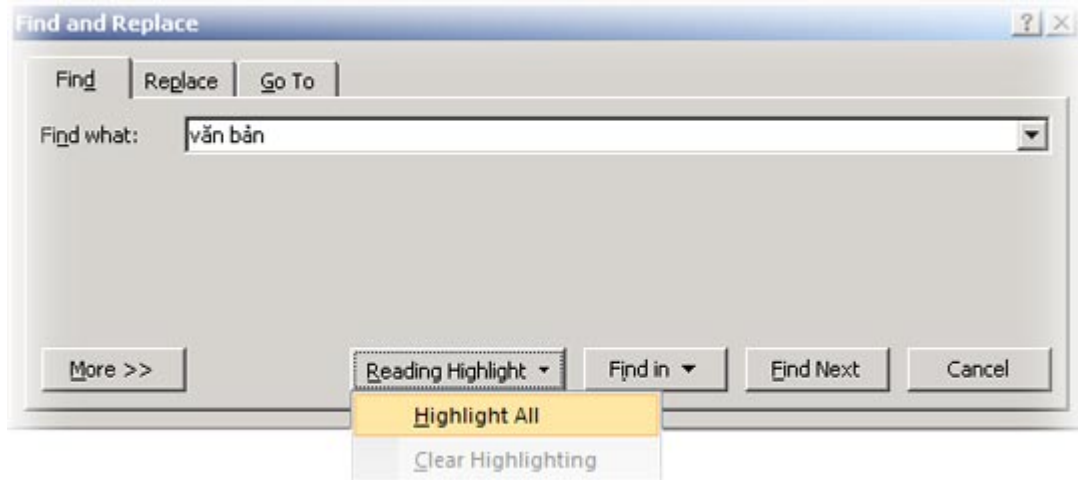 Find and Replace
Find Replace Go To
Find what: văn bản
More >> Reading Highlight Find in Find Next Cancel
Highlight All
Clear Highlighting